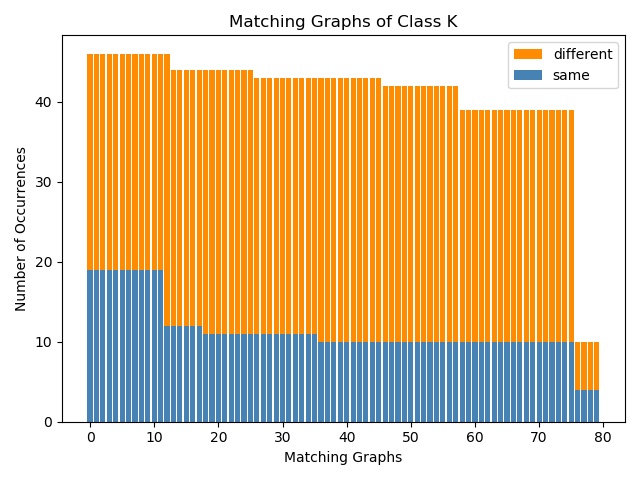 Matching Graphs of Class K
different
same
Number of Occurrences
40
30
20
10
0
0 10 20 30 40 50 60 70 80
Matching Graphs